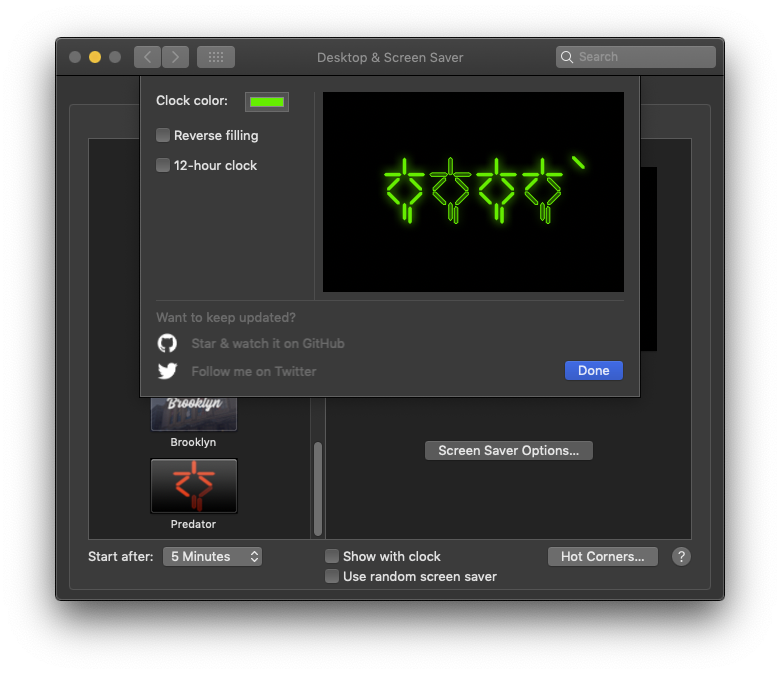 Desktop & Screen Saver
Search
Clock color:
Reverse filling
12-hour clock
Want to keep updated?
Star & watch it on GitHub
Follow me on Twitter
Done
Brooklyn
Brooklyn
Screen Saver Options...
Predator
Start after:
5 Minutes
Show with clock
Use random screen saver
Hot Corners...
?